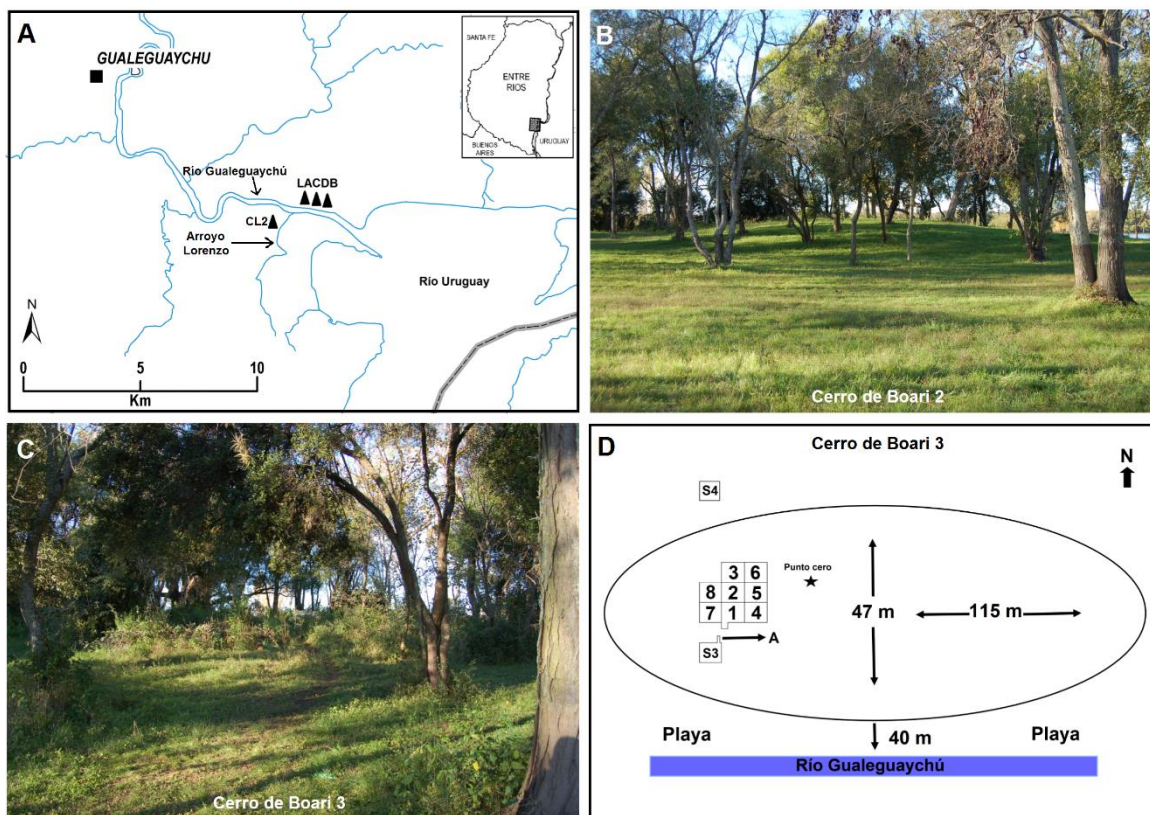 A
GUALEGUAYCHU
SANTA FE
ENTRE
RIOS
URUGUAY
BUENOS
AIRES
Río Gualeguaychú
LACDB
CL2
Arroyo
Lorenzo
Río Uruguay
N
0 5 10
Km
B
Cerro de Boari 2
C
Cerro de Boari 3
D
Cerro de Boari 3
N
S4
3 6
8 2 5
7 1 4
Punto cero
47 m
115 m
A
S3
Playa
40 m
Playa
Río Gualeguaychú